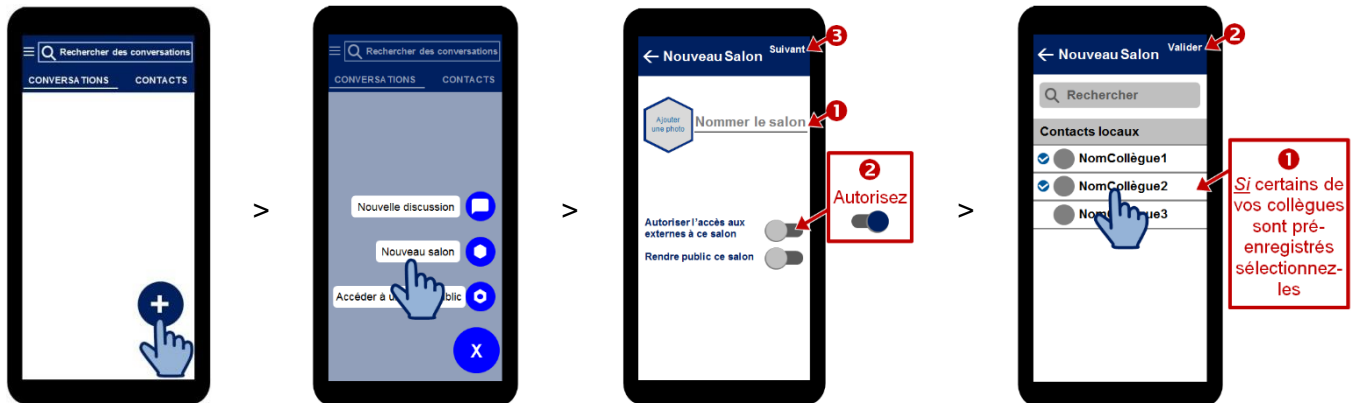 Rechercher des conversations
CONVERSATIONS CONTACTS
+
>
Rechercher des conversations
CONVERSATIONS CONTACTS
Nouvelle discussion
Nouveau salon
Accéder à u blic
X
>
Nouveau Salon Suivant
3
Ajouter
une photo
Nommer le salon
1
Autoriser l'accès aux
externes à ce salon
Rendre public ce salon
2
Autorisez
>
Nouveau Salon Valider
2
Rechercher
Contacts locaux
NomCollègue1
NomCollègue2
1
Si certains de
vos collègues
sont pré-
enregistrés
sélectionnez-
les